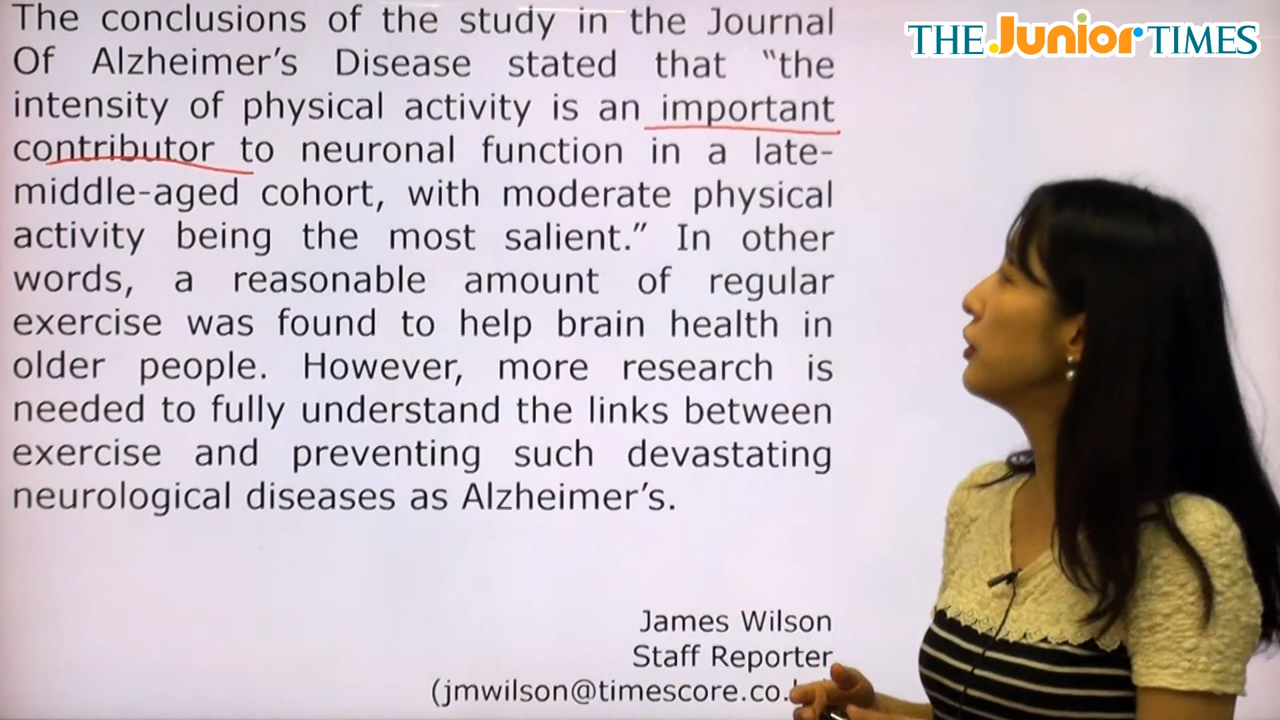 THE Junior TIMES
The conclusions of the study in the Journal
Of Alzheimer’s Disease stated that “the
intensity of physical activity is an important
contributor to neuronal function in a late-
middle-aged cohort, with moderate physical
activity being the most salient.” In other
words, a reasonable amount of regular
exercise was found to help brain health in
older people. However, more research is
needed to fully understand the links between
exercise and preventing such devastating
neurological diseases as Alzheimer’s.
James Wilson
Staff Reporter
(jmwilson@timescore.co.